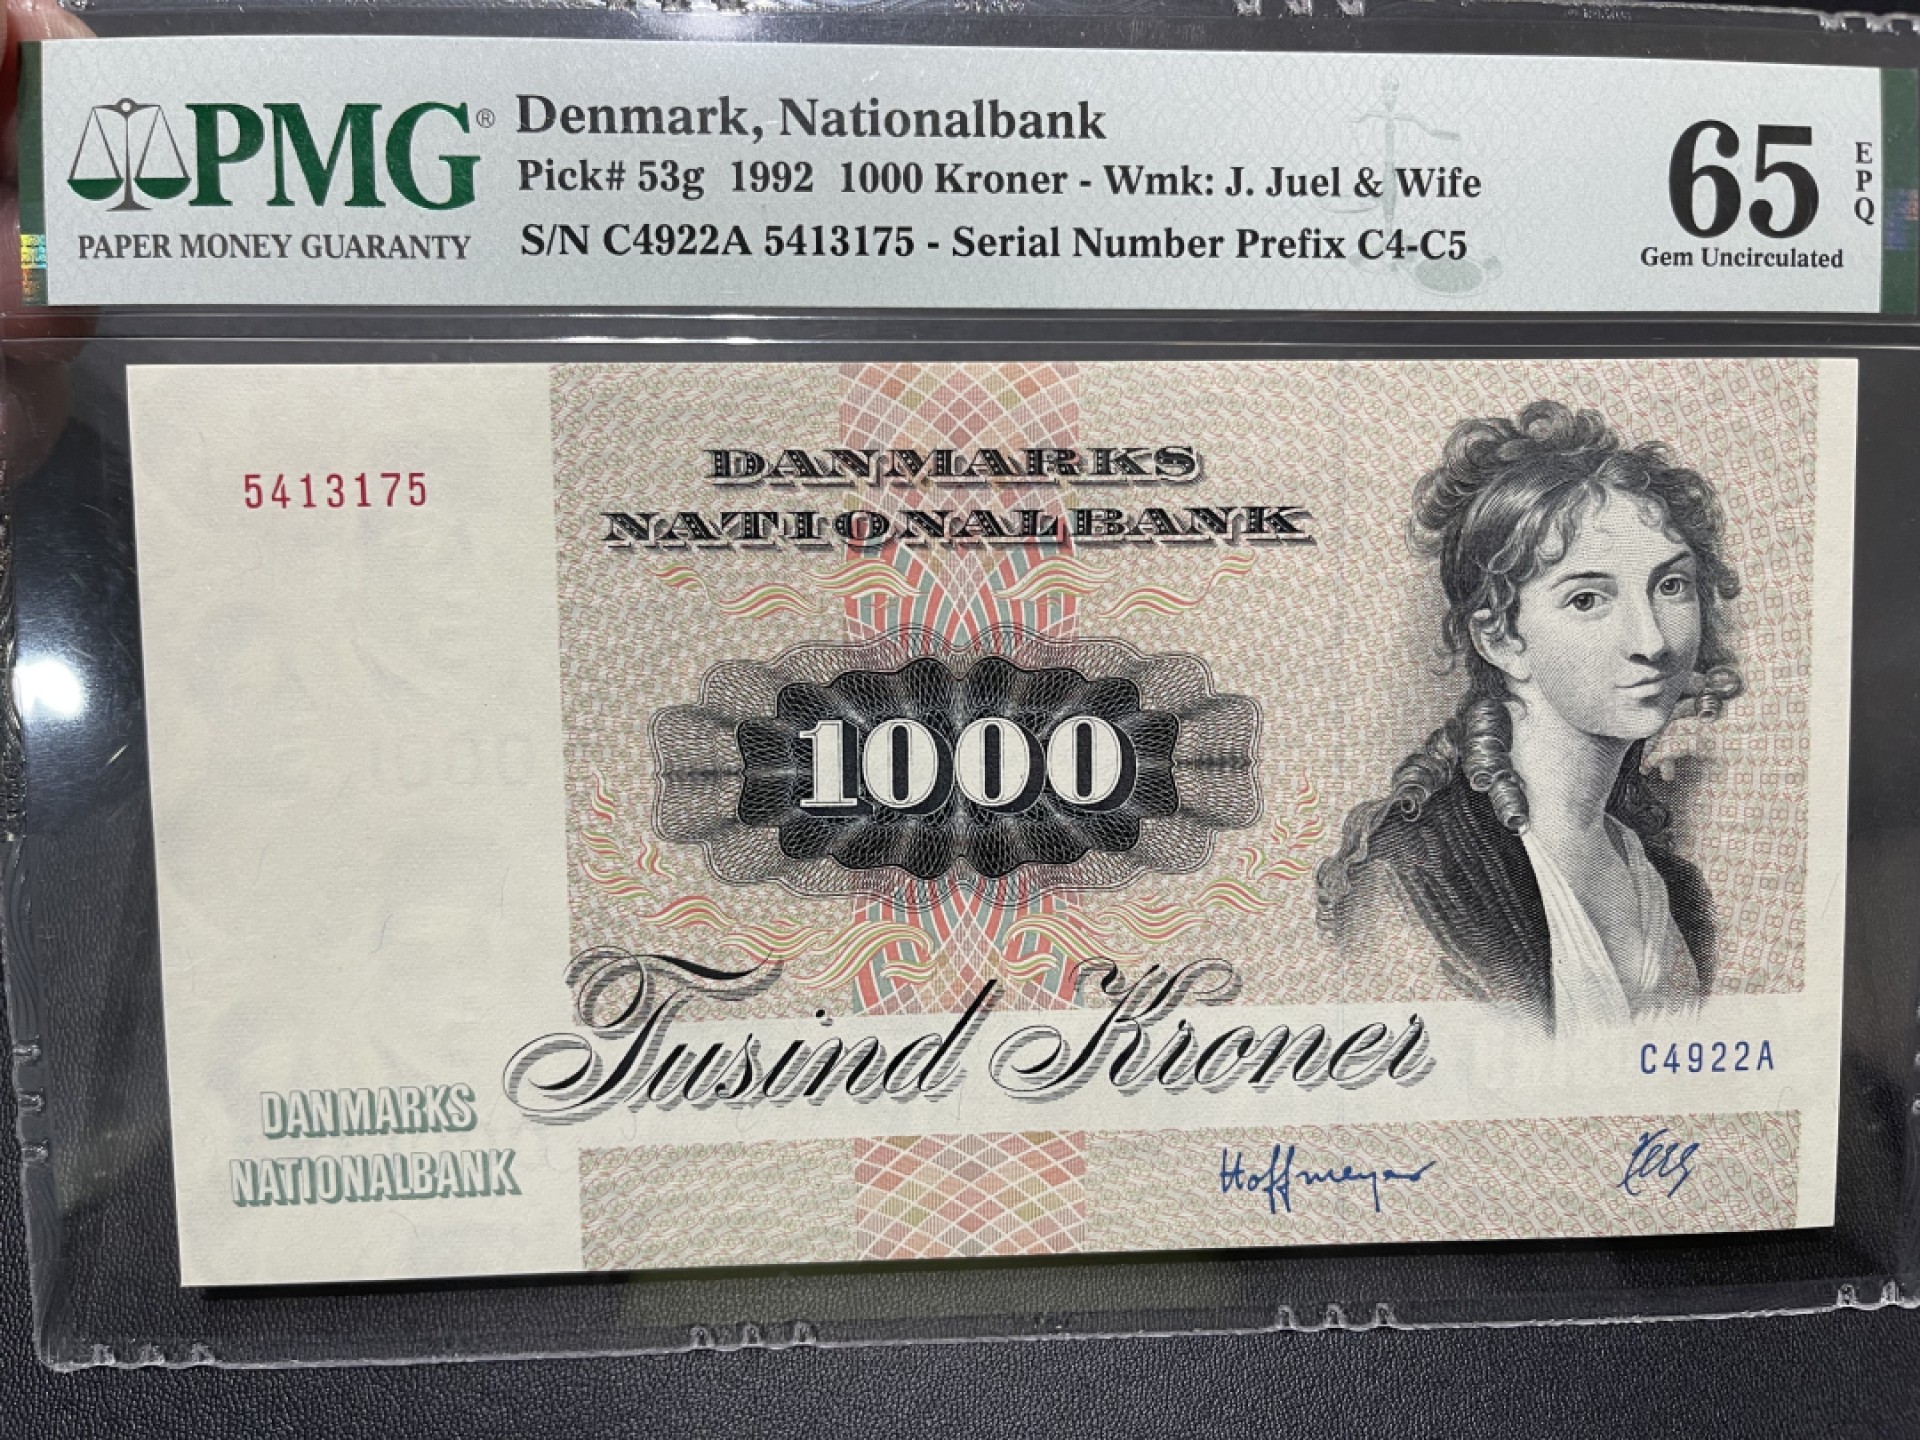 PMG®
PAPER MONEY GUARANTY
Denmark, Nationalbank
Pick# 53g 1992 1000 Kroner - Wmk: J. Juel & Wife
S/N C4922A 5413175 - Serial Number Prefix C4-C5
65
EPQ
Gem Uncirculated
5413175
DANMARKS
NATIONALBANK
1000
Tusind Kroner
C4922A
DANMARKS
NATIONALBANK
Hoffmeyer